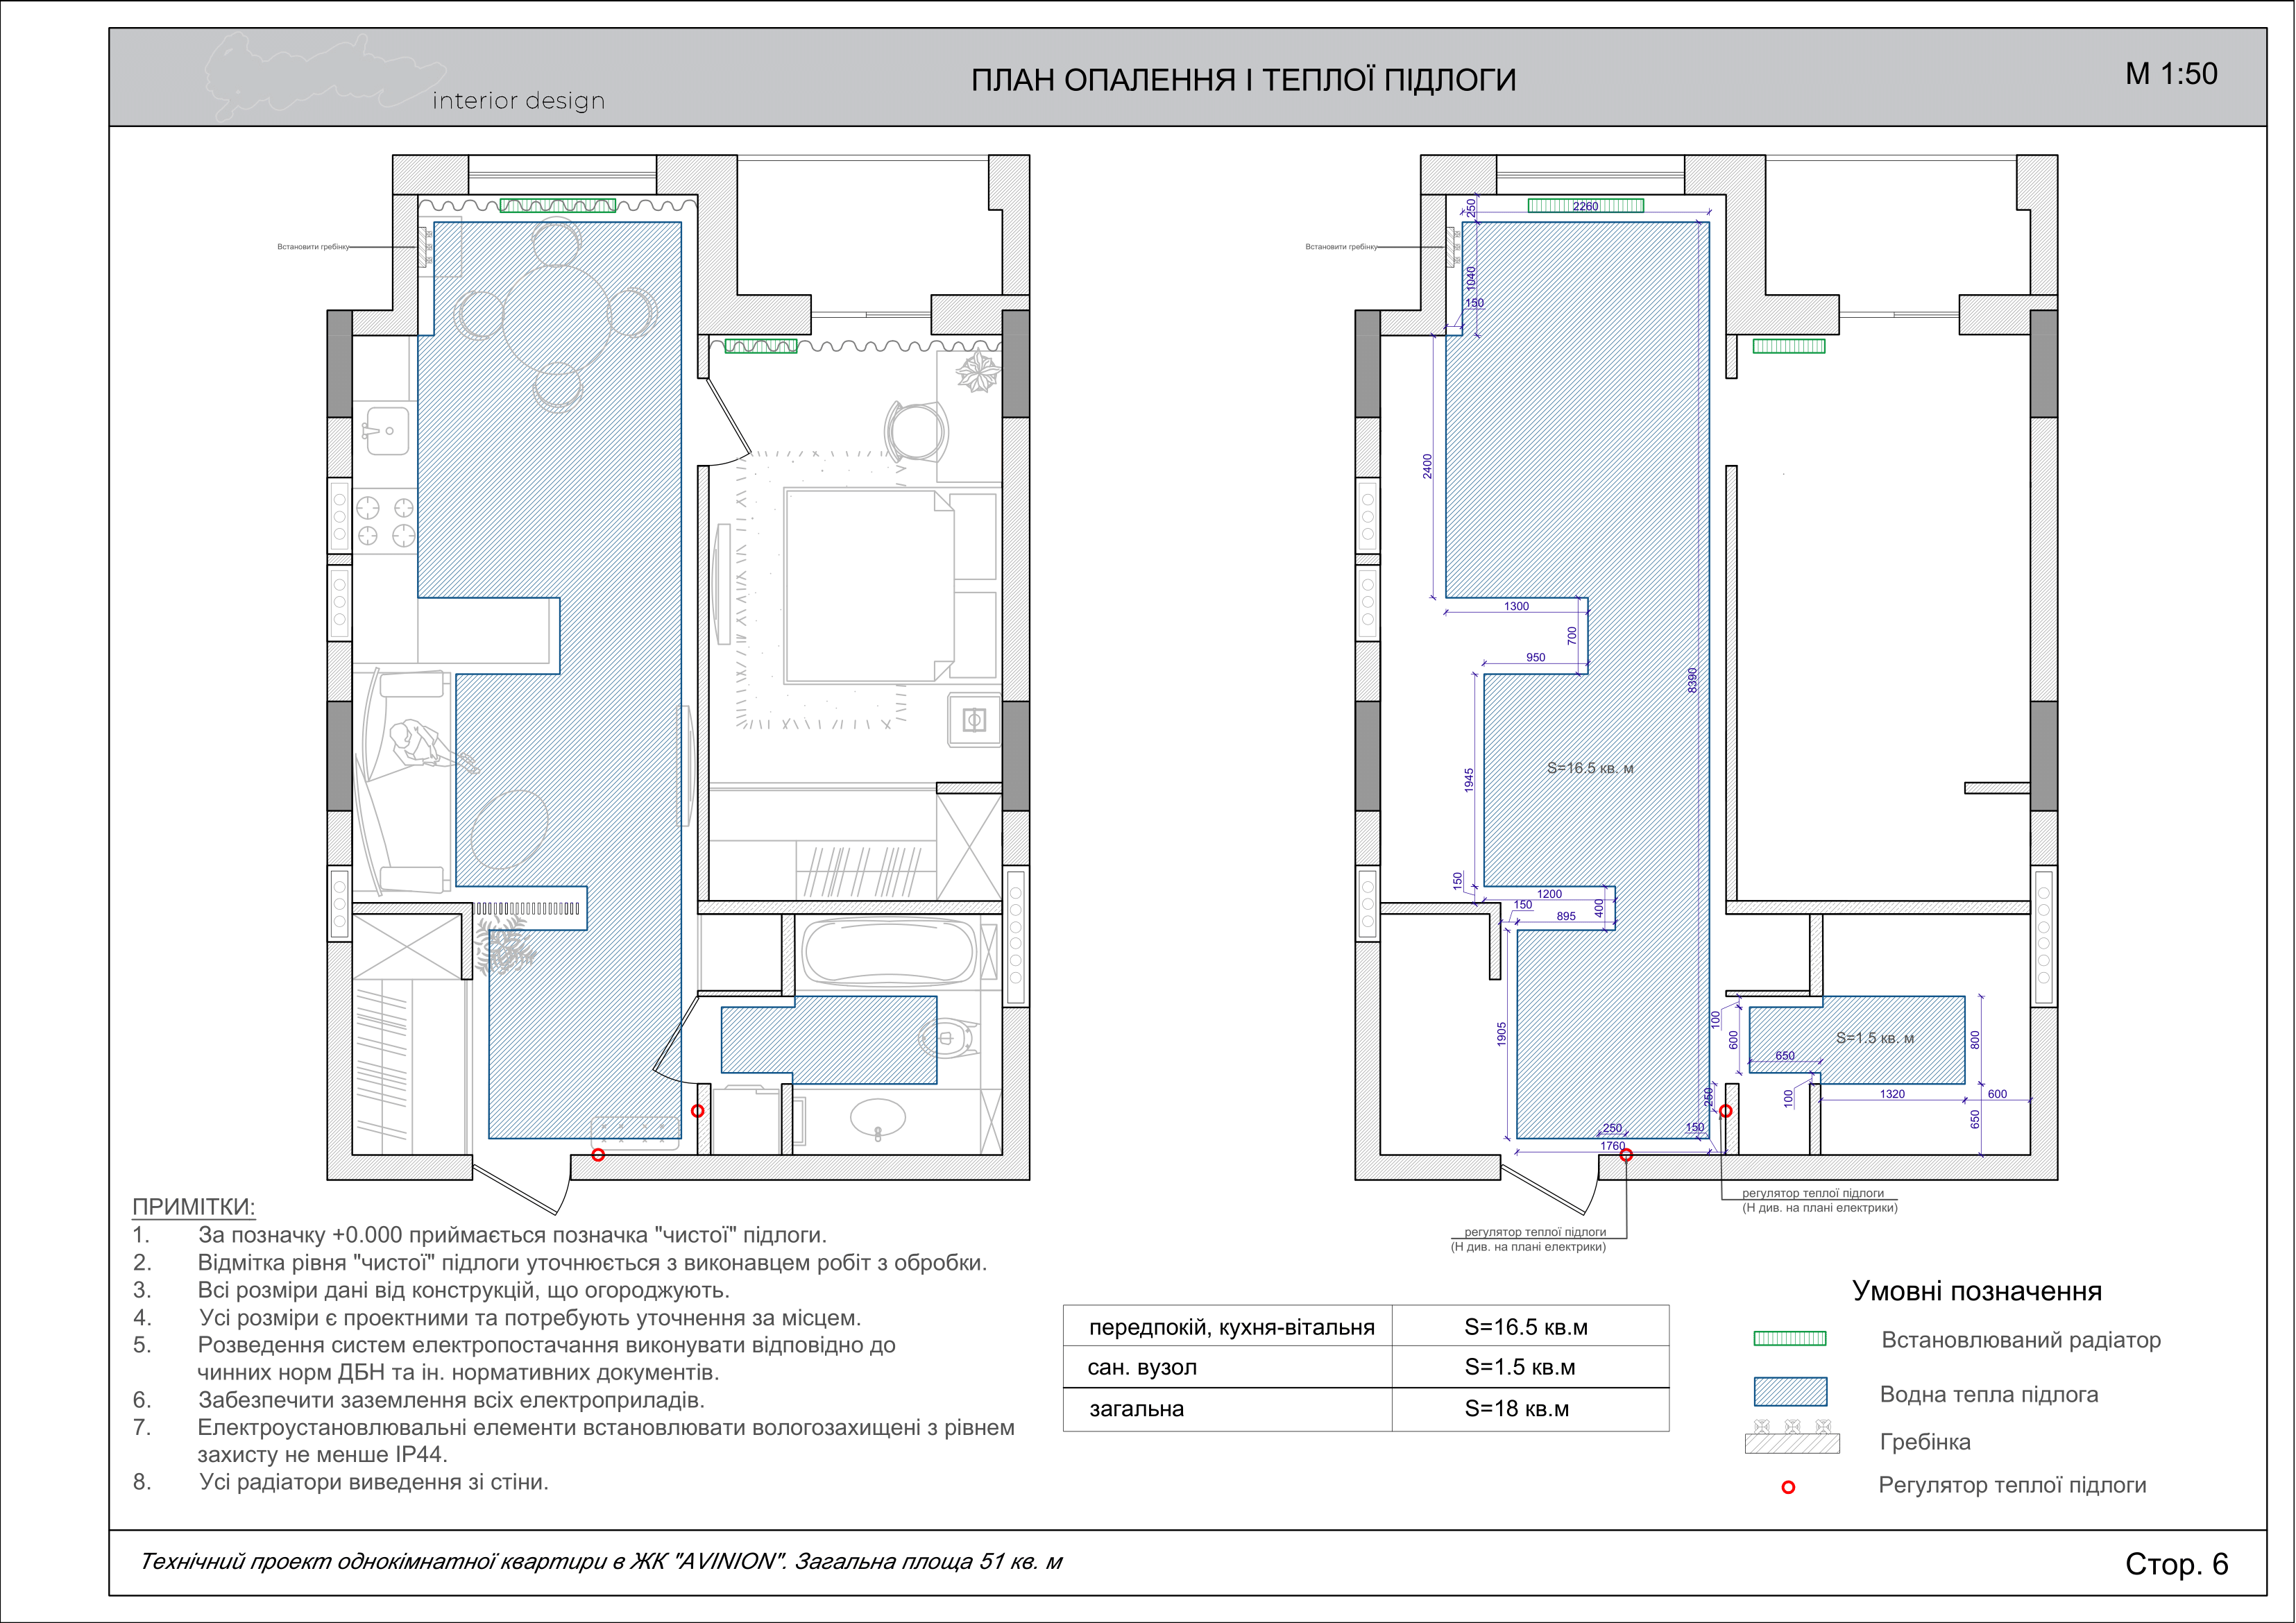 interior design
ПЛАН ОПАЛЕННЯ І ТЕПЛОЇ ПІДЛОГИ
М 1:50
Встановити гребінку
Встановити гребінку
250
2260
1040
150
2400
1300
700
950
8390
1945
S=16.5 кв. м
150
1200
150
895
400
1905
100
600
650
S=1.5 кв. м
800
100
1320
600
650
250
250
150
1760
регулятор теплої підлоги
(Н див. на плані електрики)
регулятор теплої підлоги
(Н див. на плані електрики)
ПРИМІТКИ:
1. За позначку +0.000 приймається позначка "чистої" підлоги.
2. Відмітка рівня "чистої" підлоги уточнюється з виконавцем робіт з обробки.
3. Всі розміри дані від конструкцій, що огороджують.
4. Усі розміри є проектними та потребують уточнення за місцем.
5. Розведення систем електропостачання виконувати відповідно до
чинних норм ДБН та ін. нормативних документів.
6. Забезпечити заземлення всіх електроприладів.
7. Електроустановлювальні елементи встановлювати вологозахищені з рівнем
захисту не менше IP44.
8. Усі радіатори виведення зі стіни.
передпокій, кухня-вітальня S=16.5 кв.м
сан. вузол S=1.5 кв.м
загальна S=18 кв.м
Умовні позначення
Встановлюваний радіатор
Водна тепла підлога
Гребінка
Регулятор теплої підлоги
Технічний проект однокімнатної квартири в ЖК "AVINION". Загальна площа 51 кв. м
Стор. 6